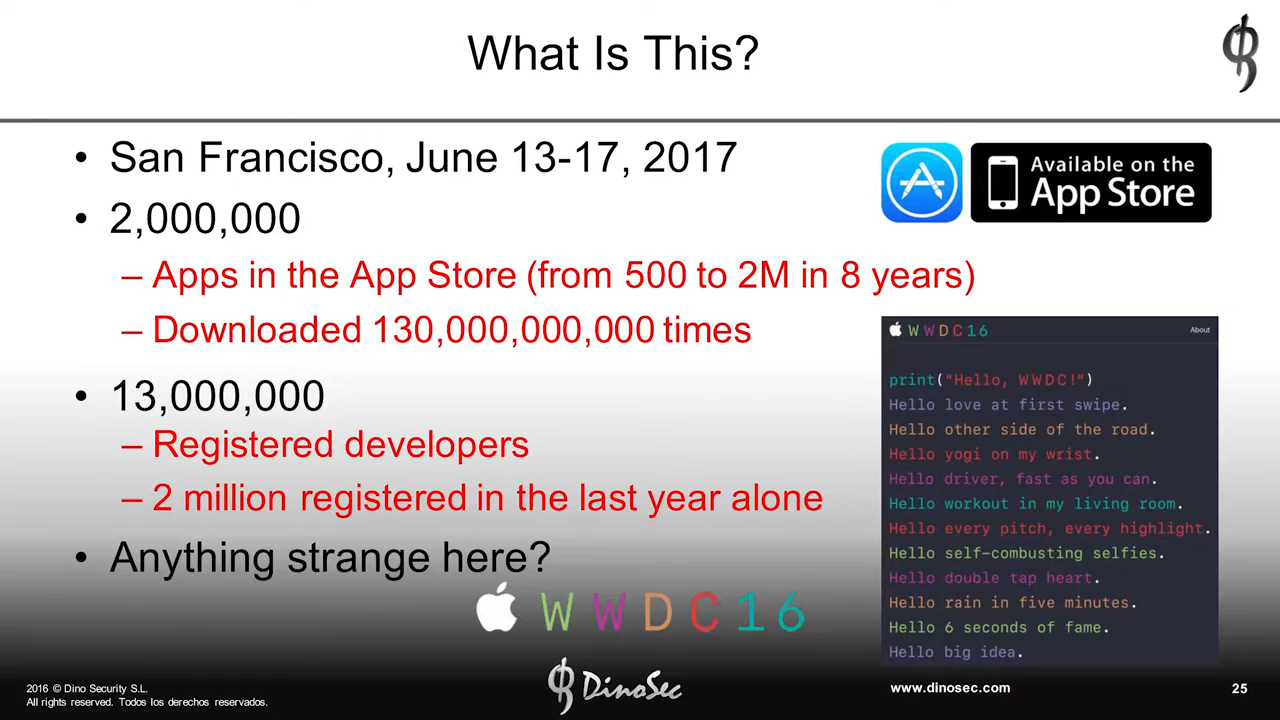 What Is This?
• San Francisco, June 13-17, 2017
• 2,000,000
– Apps in the App Store (from 500 to 2M in 8 years)
– Downloaded 130,000,000,000 times
• 13,000,000
– Registered developers
– 2 million registered in the last year alone
• Anything strange here?
Available on the
App Store
WWDC16
About
print("Hello, WWDC!")
Hello love at first swipe.
Hello other side of the road.
Hello yogi on my wrist.
Hello driver, fast as you can.
Hello workout in my living room.
Hello every pitch, every highlight.
Hello self-combusting selfies.
Hello double tap heart.
Hello rain in five minutes.
Hello 6 seconds of fame.
Hello big idea.
WWDC16
2016 © Dino Security S.L.
All rights reserved. Todos los derechos reservados.
DinoSec
www.dinosec.com
25